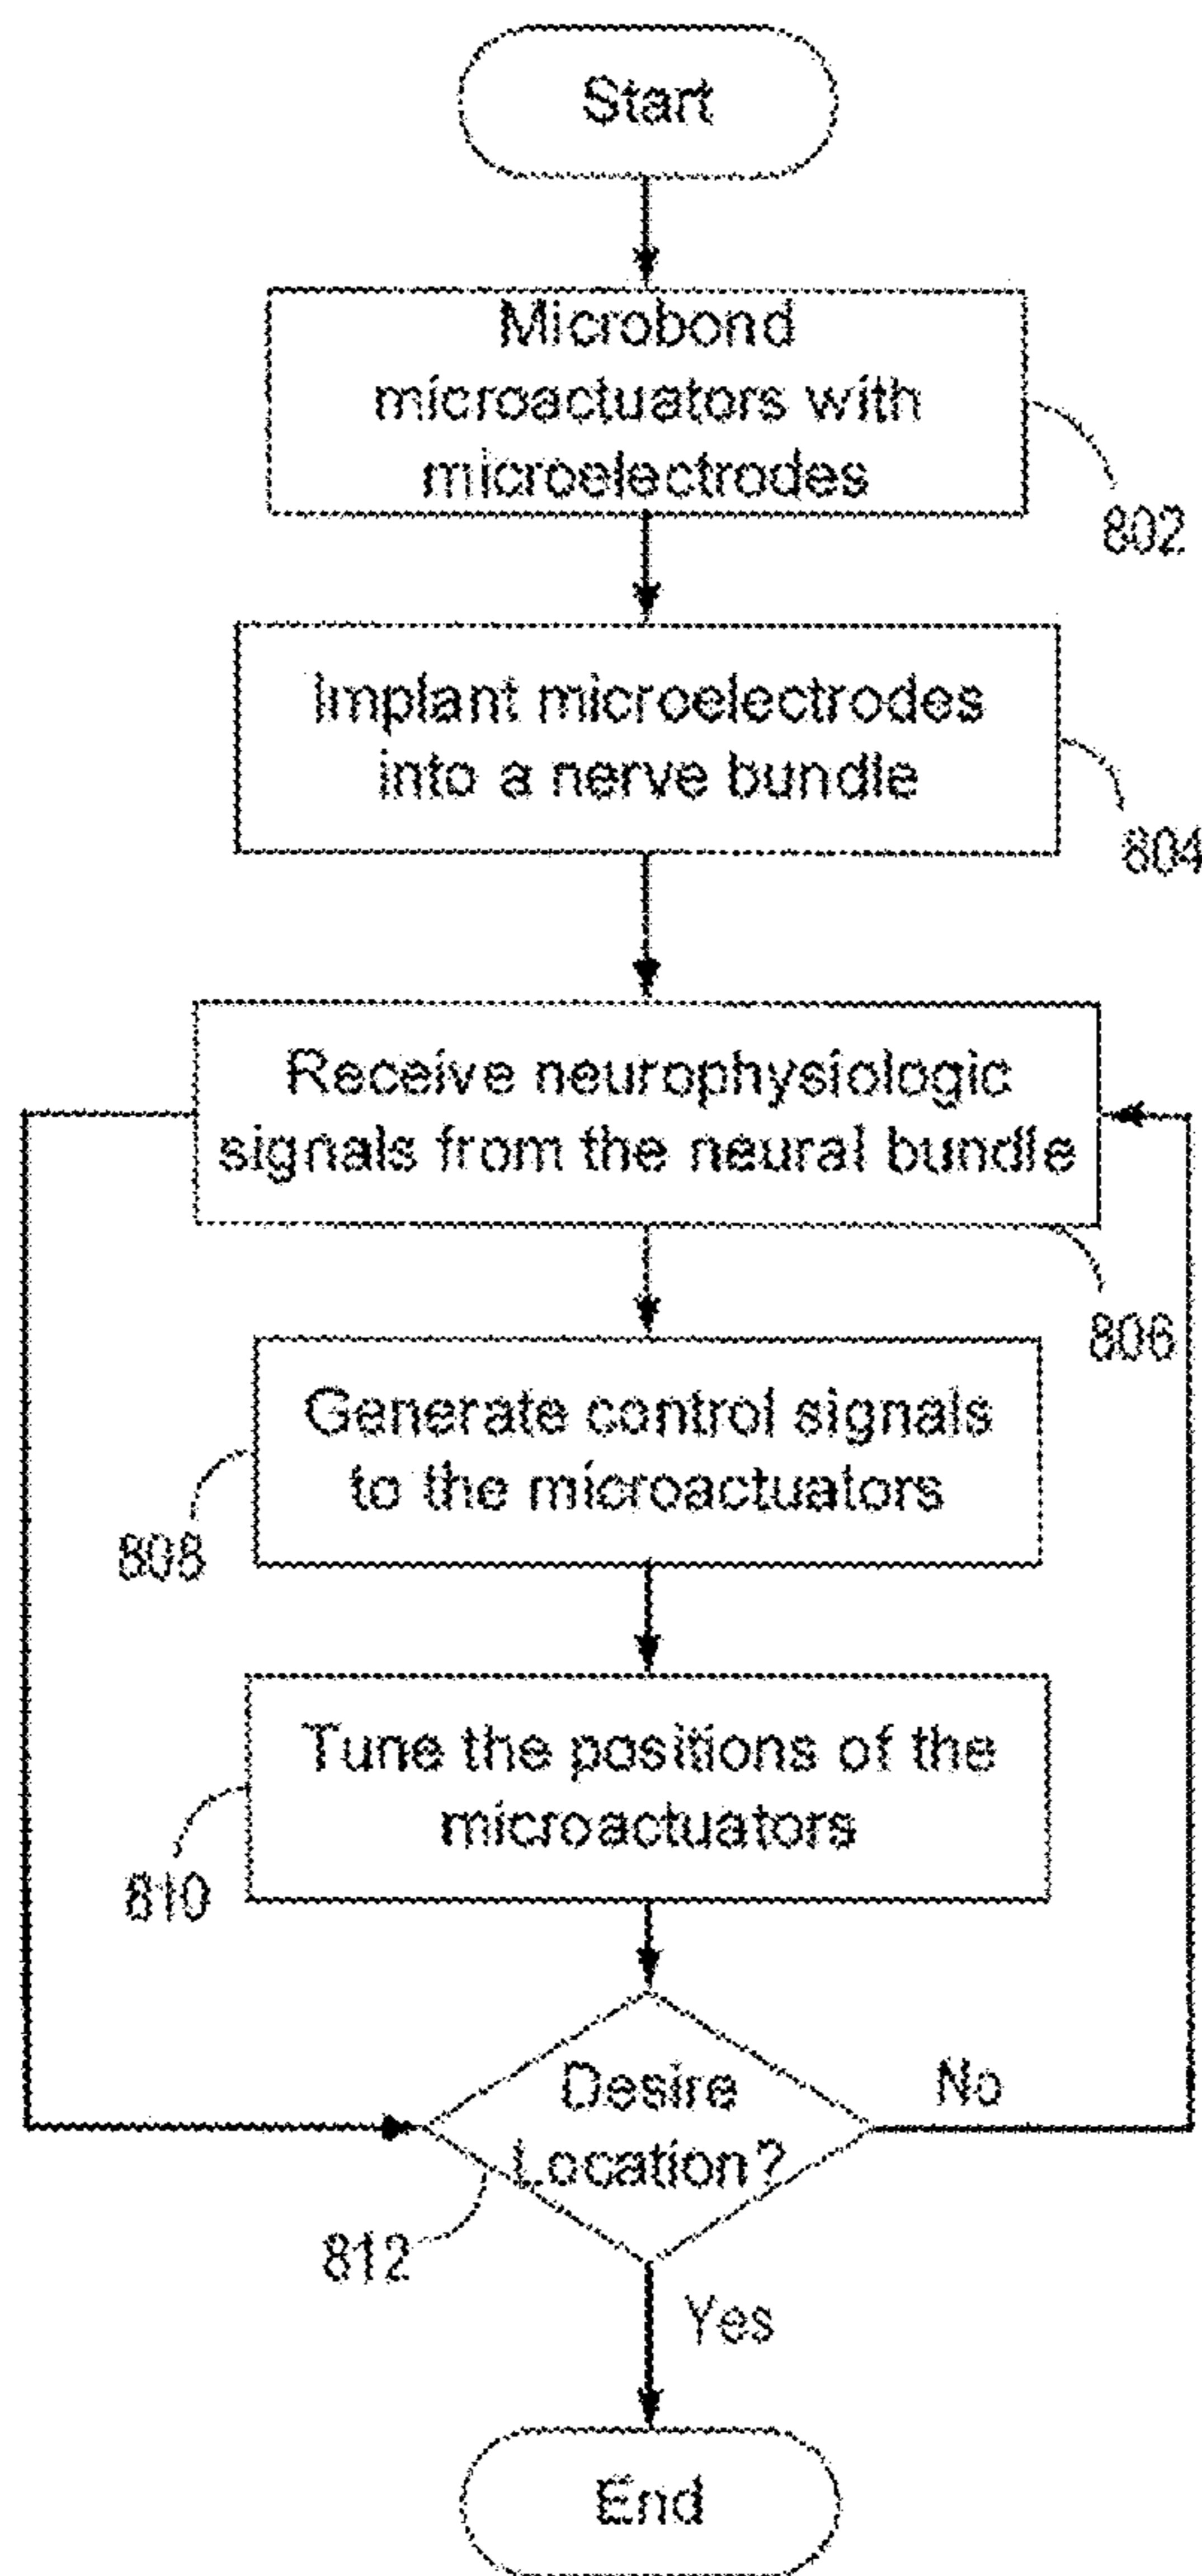 Start
Microbond
microactuators with
microelectrodes
802
Implant microelectrodes
into a nerve bundle
804
Receive neurophysiologic
signals from the neural bundle
806
Generate control signals
to the microactuators
808
Tune the positions of the
microactuators
810
Desire
Location?
No
812
Yes
End